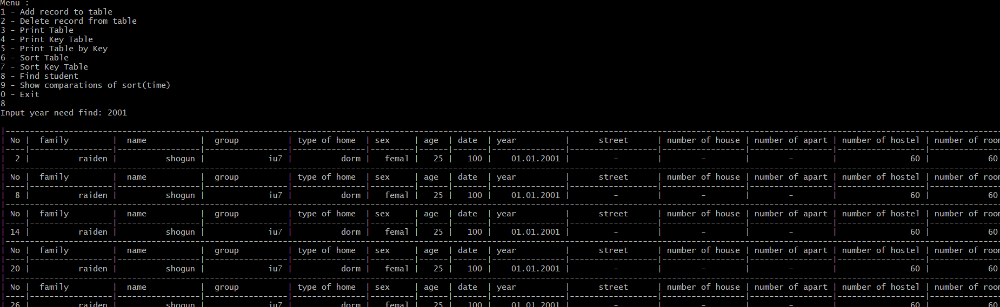 Menu :
1 - Add record to table
2 - Delete record from table
3 - Print Table
4 - Print Key Table
5 - Print Table by Key
6 - Sort Table
7 - Sort Key Table
8 - Find student
9 - Show comparations of sort(time)
0 - Exit
8
Input year need find: 2001
| No | family | name | group | type of home | sex | age | date | year | street | number of house | number of apart | number of hostel | number of room
| 2 | raiden | shogun | iu7 | dorm | femal | 25 | 100 | 01.01.2001 | - | - | - | 60 | 60
| No | family | name | group | type of home | sex | age | date | year | street | number of house | number of apart | number of hostel | number of room
| 8 | raiden | shogun | iu7 | dorm | femal | 25 | 100 | 01.01.2001 | - | - | - | 60 | 60
| No | family | name | group | type of home | sex | age | date | year | street | number of house | number of apart | number of hostel | number of room
| 14 | raiden | shogun | iu7 | dorm | femal | 25 | 100 | 01.01.2001 | - | - | - | 60 | 60
| No | family | name | group | type of home | sex | age | date | year | street | number of house | number of apart | number of hostel | number of room
| 20 | raiden | shogun | iu7 | dorm | femal | 25 | 100 | 01.01.2001 | - | - | - | 60 | 60
| No | family | name | group | type of home | sex | age | date | year | street | number of house | number of apart | number of hostel | number of room
| 26 | raiden | shogun | iu7 | dorm | femal | 25 | 100 | 01.01.2001 | - | - | - | 60 | 60